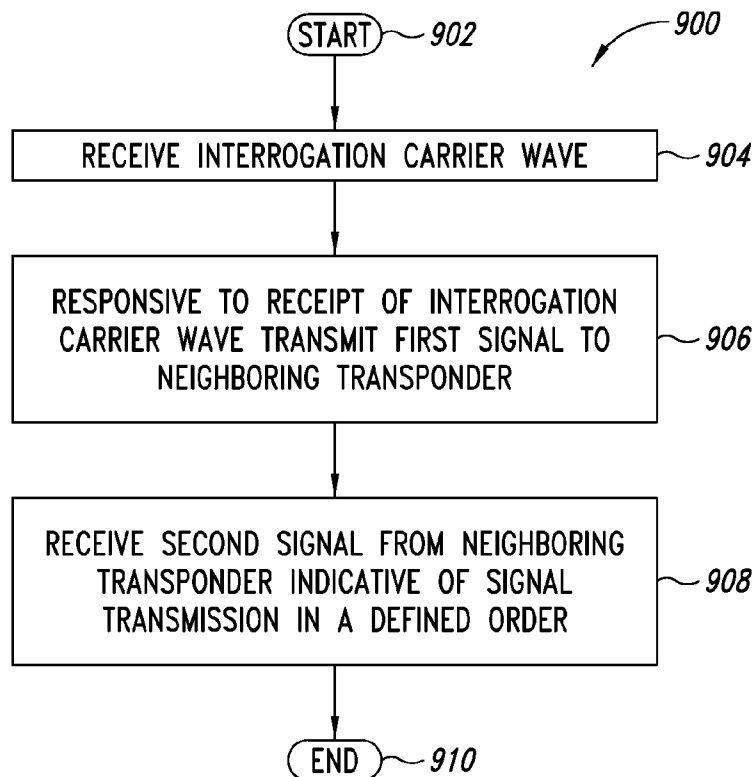 START 902
900
RECEIVE INTERROGATION CARRIER WAVE 904
RESPONSIVE TO RECEIPT OF INTERROGATION
CARRIER WAVE TRANSMIT FIRST SIGNAL TO
NEIGHBORING TRANSPONDER
906
RECEIVE SECOND SIGNAL FROM NEIGHBORING
TRANSPONDER INDICATIVE OF SIGNAL
TRANSMISSION IN A DEFINED ORDER
908
END 910